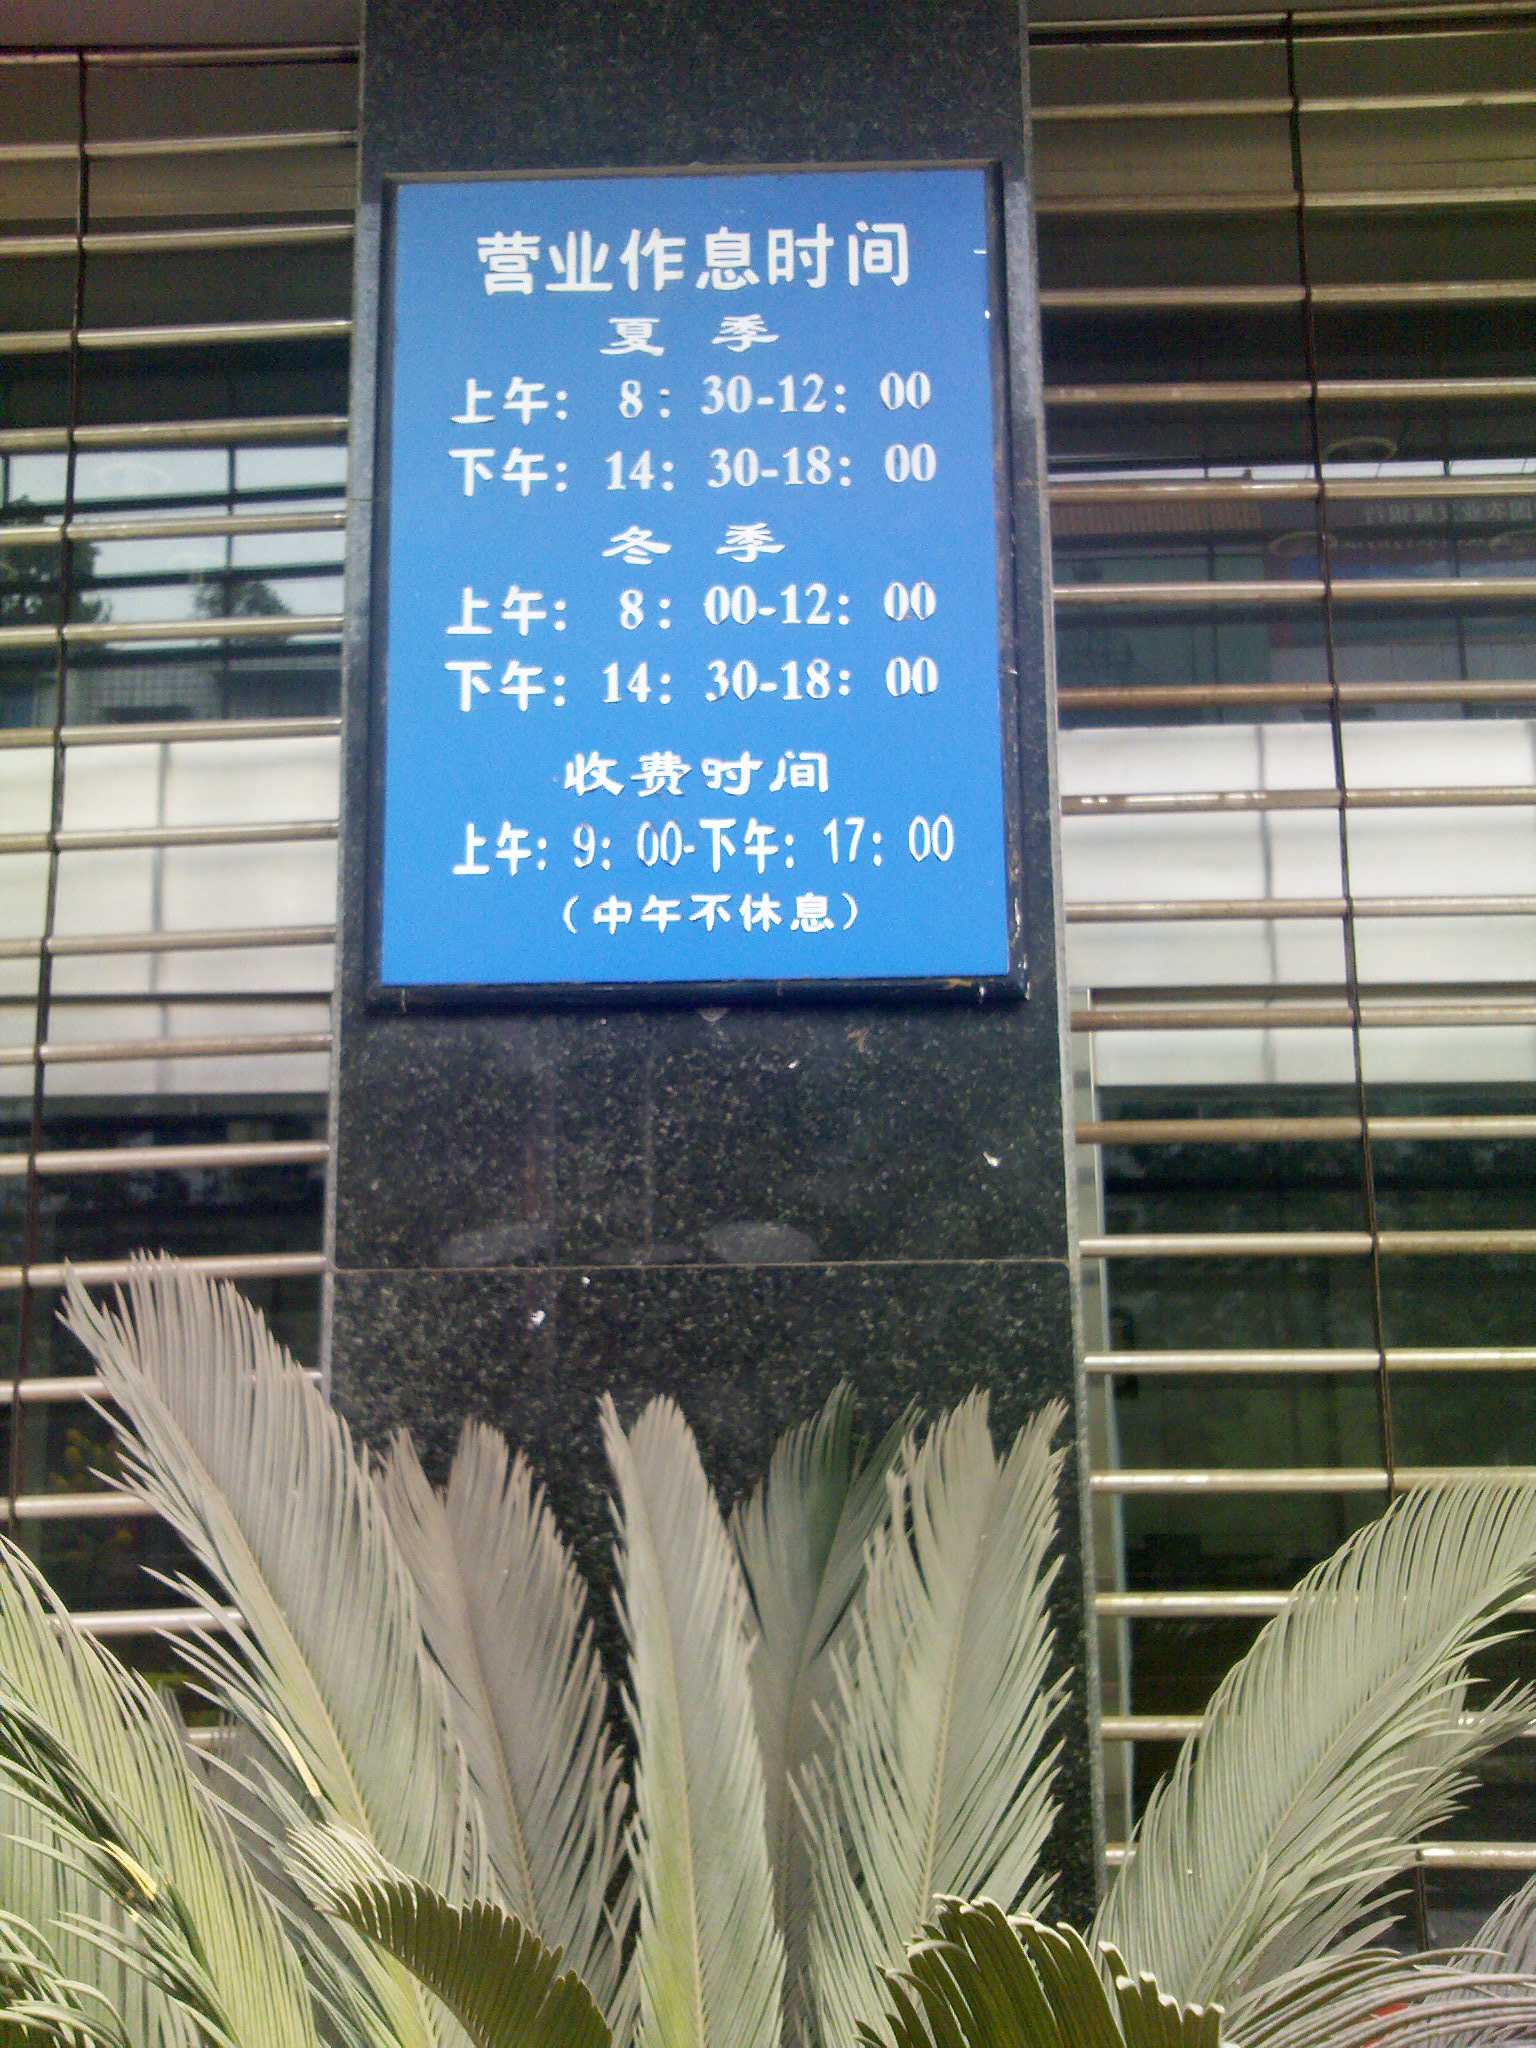 营业作息时间
夏 季
上午： 8：30-12：00
下午：14：30-18：00
冬 季
上午： 8：00-12：00
下午：14：30-18：00
收费时间
上午：9：00-下午：17：00
（中午不休息）